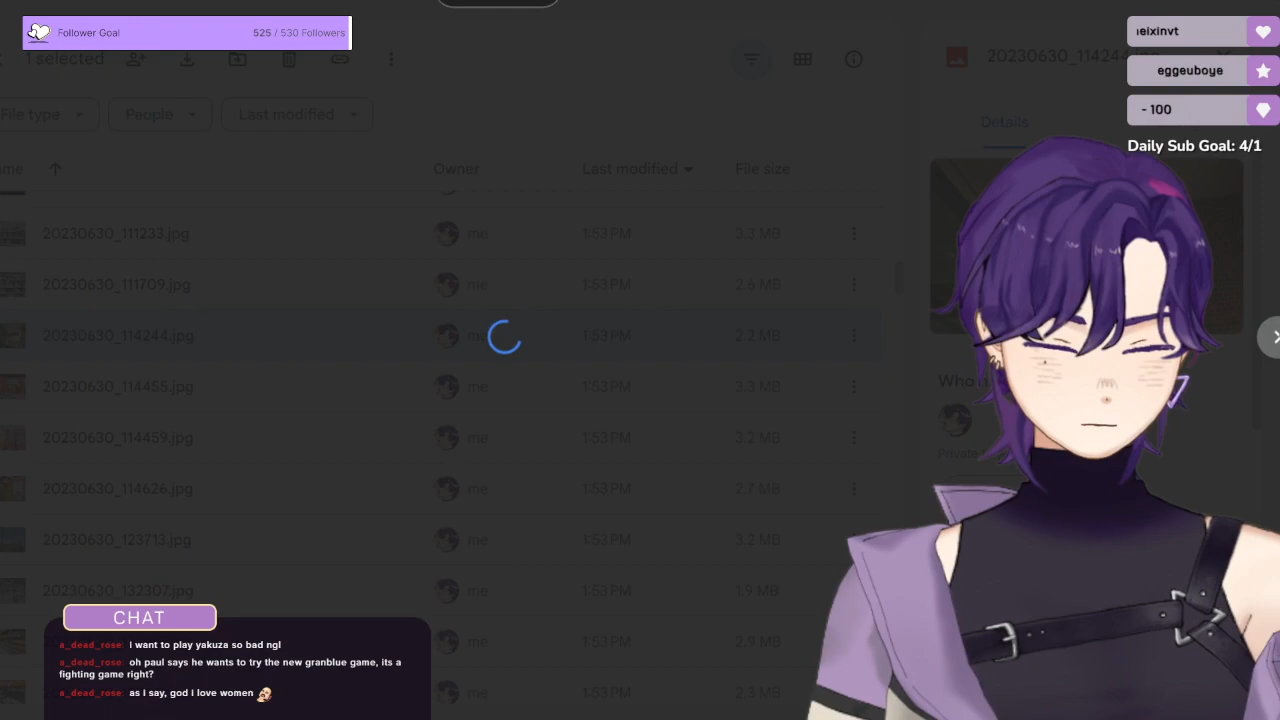 Follower Goal 525 / 530 Followers
1 selected
20230630_114244.jpg
ieixinvt
eggeuboye
- 100
Daily Sub Goal: 4/1
File type People Last modified
Details
Owner Last modified File size
20230630_111233.jpg me 1:53 PM 3.3 MB
20230630_111709.jpg me 1:53 PM 2.6 MB
20230630_114244.jpg me 1:53 PM 2.2 MB
20230630_114455.jpg me 1:53 PM 3.3 MB
20230630_114459.jpg me 1:53 PM 3.2 MB
20230630_114626.jpg me 1:53 PM 2.7 MB
20230630_123713.jpg me 1:53 PM 3.2 MB
20230630_132307.jpg me 1:53 PM 1.9 MB
me 1:53 PM 2.9 MB
me 1:53 PM 2.3 MB
Who
Private
CHAT
a_dead_rose: I want to play yakuza so bad ngl
a_dead_rose: oh paul says he wants to try the new granblue game, its a
fighting game right?
a_dead_rose: as I say, god I love women